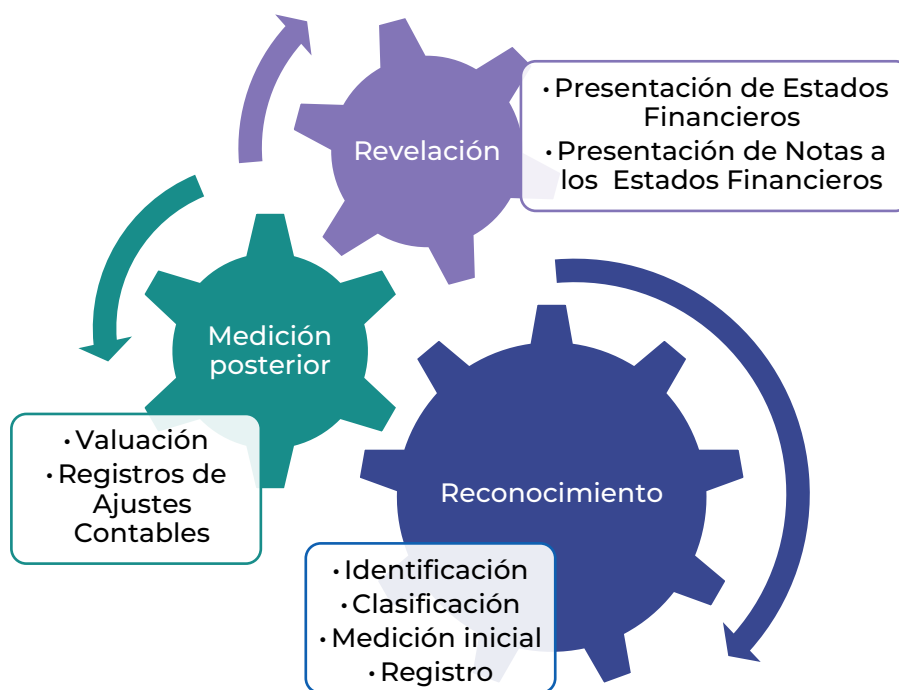 Revelación
• Presentación de Estados
Financieros
• Presentación de Notas a
los Estados Financieros
Medición
posterior
• Valuación
• Registros de
Ajustes
Contables
Reconocimiento
• Identificación
• Clasificación
• Medición inicial
• Registro